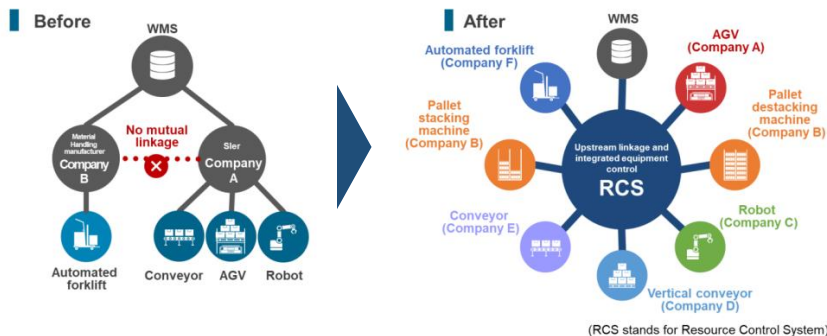 Before
WMS
No mutual
linkage
Material
Handling
manufacturer
Company
B
SIer
Company
A
Automated
forklift
Conveyor
AGV
Robot
After
WMS
Automated forklift
(Company F)
AGV
(Company A)
Pallet
stacking
machine
(Company B)
Pallet
destacking
machine
(Company B)
Upstream linkage and
integrated equipment
control
RCS
Conveyor
(Company E)
Robot
(Company C)
Vertical conveyor
(Company D)
(RCS stands for Resource Control System)